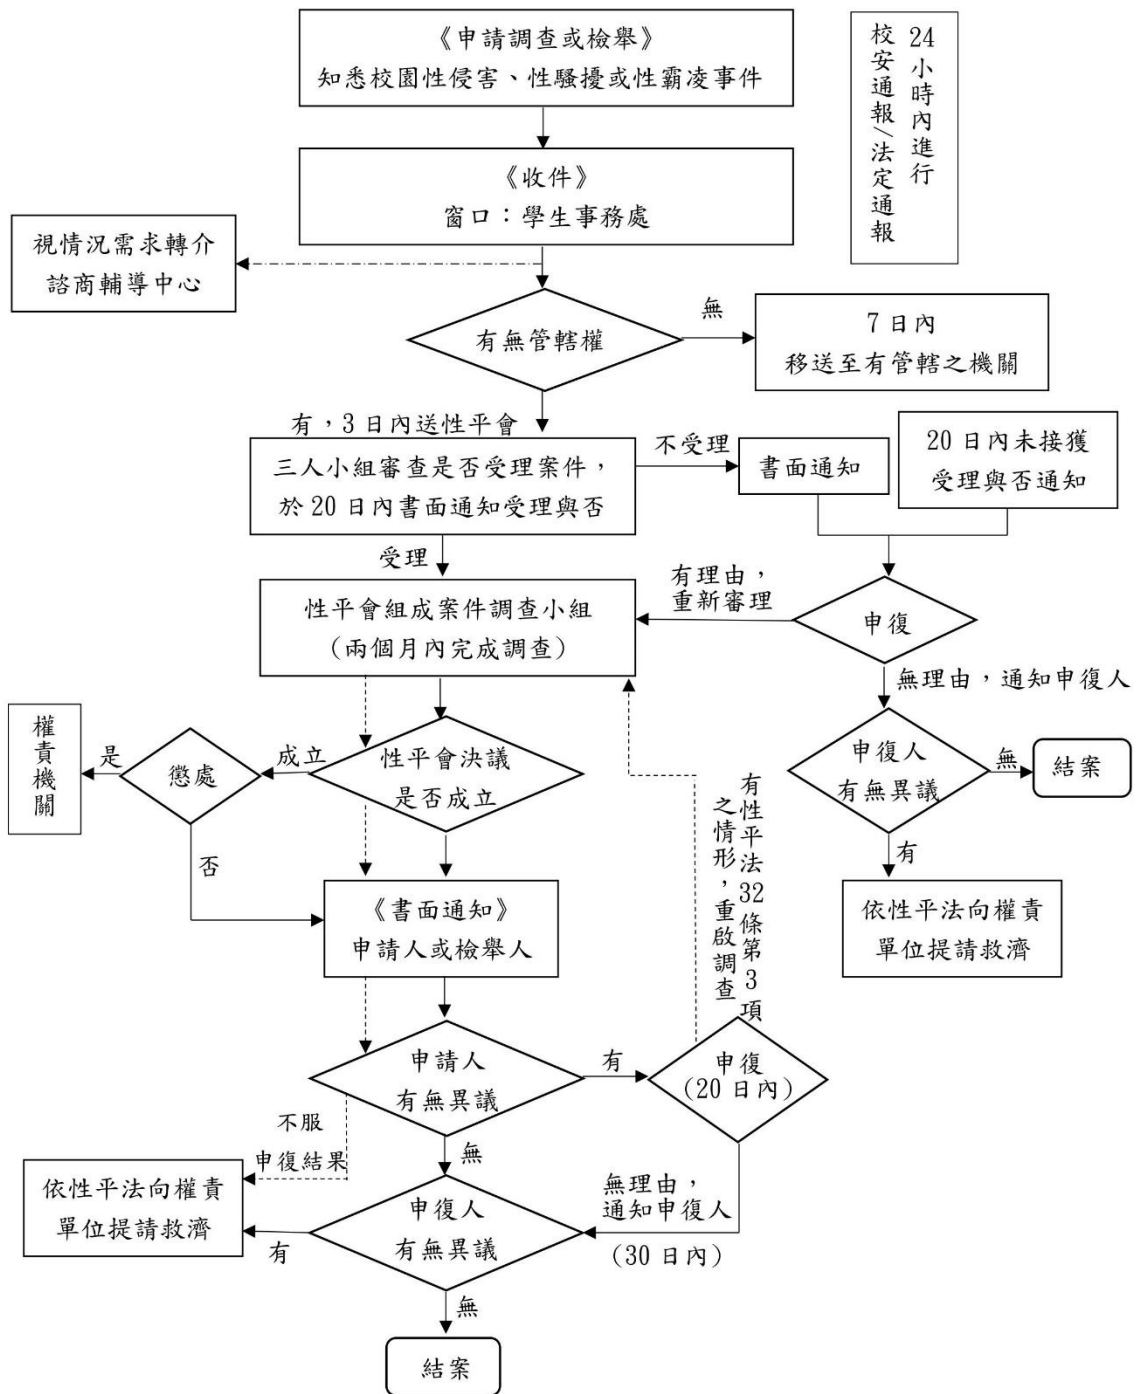 《申請調查或檢舉》
知悉校園性侵害、性騷擾或性霸凌事件
24小時內進行
校安通報/法定通報
《收件》
窗口：學生事務處
視情況需求轉介
諮商輔導中心
有無管轄權
無
7日內
移送至有管轄之機關
有，3日內送性平會
三人小組審查是否受理案件，
於20日內書面通知受理與否
不受理
書面通知
20日內未接獲
受理與否通知
受理
性平會組成案件調查小組
(兩個月內完成調查)
有理由，
重新審理
申復
無理由，通知申復人
權責機關
是
懲處
成立
性平會決議
是否成立
申復人
有無異議
無
結案
有性平法32條第3項
之情形，重啟調查
否
有
《書面通知》
申請人或檢舉人
依性平法向權責
單位提請救濟
申請人
有無異議
有
申復
(20日內)
不服
申復結果
無
依性平法向權責
單位提請救濟
有
申復人
有無異議
無理由，
通知申復人
(30日內)
無
結案